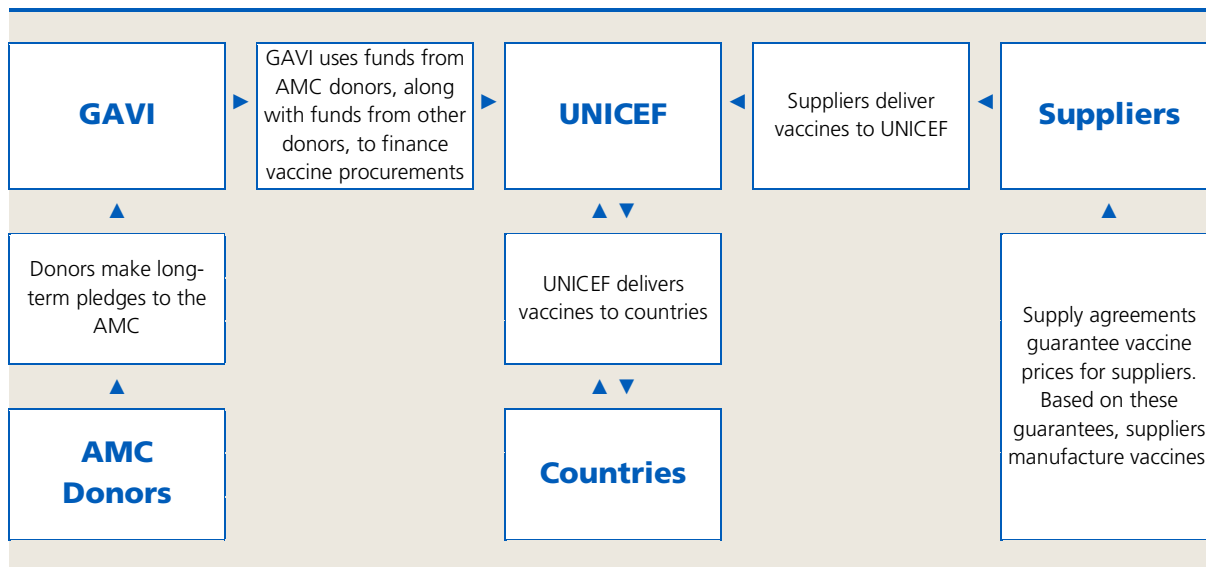 GAVI
GAVI uses funds from
AMC donors, along
with funds from other
donors, to finance
vaccine procurements
UNICEF
Suppliers deliver
vaccines to UNICEF
Suppliers
Donors make long-
term pledges to the
AMC
UNICEF delivers
vaccines to countries
Supply agreements
guarantee vaccine
prices for suppliers.
Based on these
guarantees, suppliers
manufacture vaccines
AMC
Donors
Countries